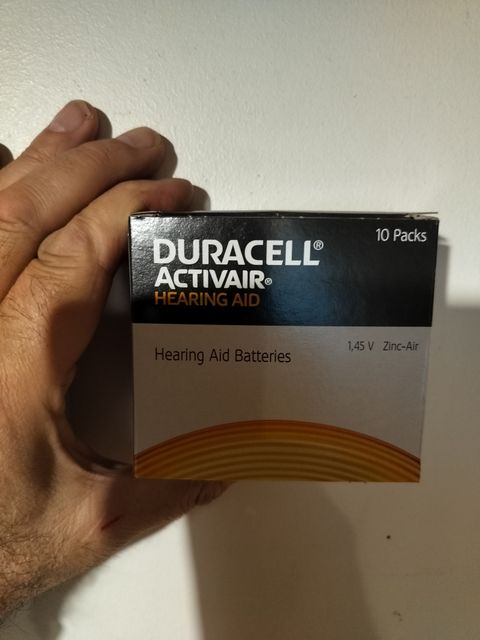 DURACELL®
10 Packs
ACTIVAIR®
HEARING AID
1,45 V Zinc-Air
Hearing Aid Batteries